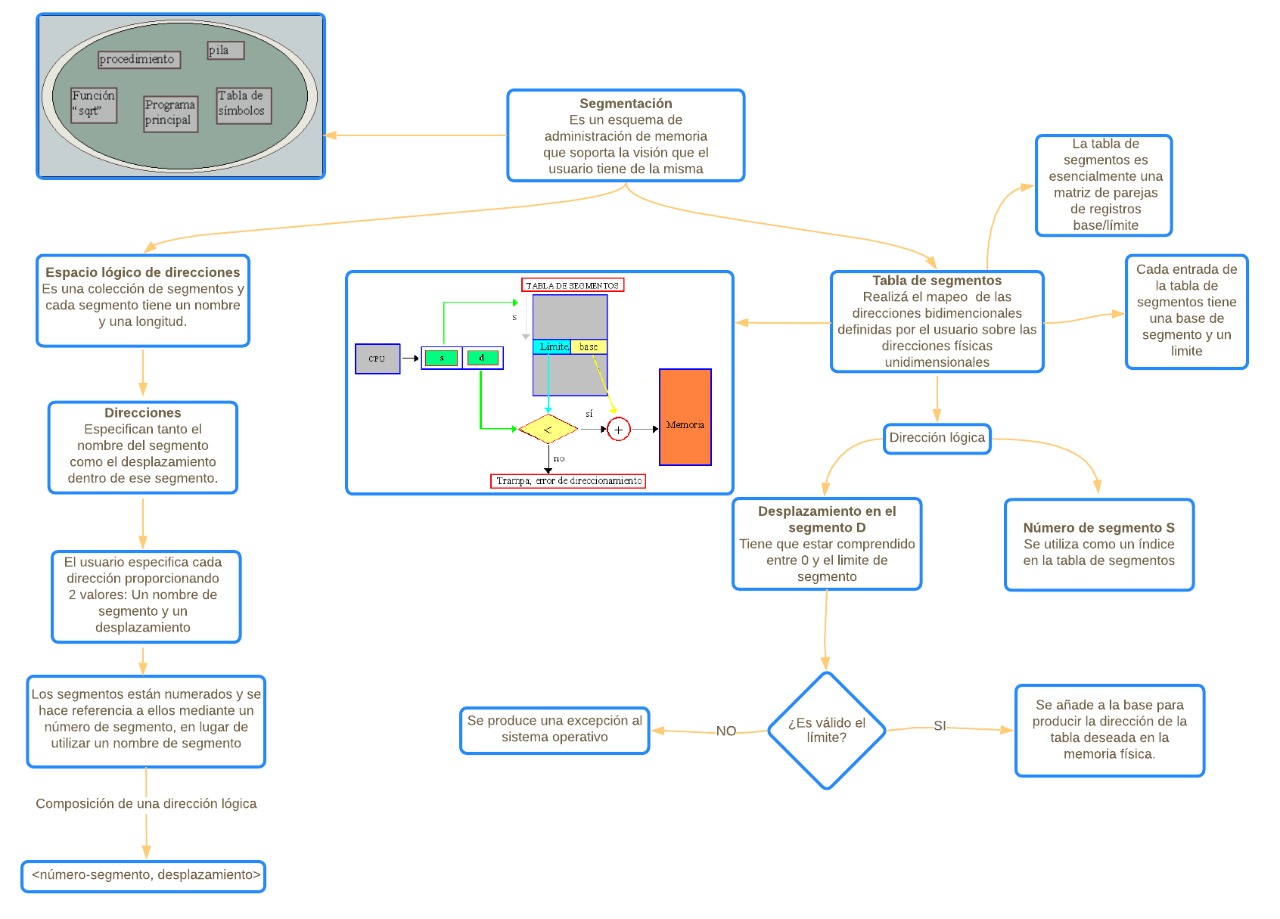 procedimiento
pila
Función
“sqrt”
Programa
principal
Tabla de
símbolos
Segmentación
Es un esquema de
administración de memoria
que soporta la visión que el
usuario tiene de la misma
La tabla de
segmentos es
esencialmente una
matriz de parejas
de registros
base/límite
Espacio lógico de direcciones
Es una colección de segmentos y
cada segmento tiene un nombre
y una longitud.
TABLA DE SEGMENTOS
s
CPU
s
d
Límite
base
<
sí
+
Memoria
no
Trampa, error de direccionamiento
Tabla de segmentos
Realizá el mapeo  de las
direcciones bidimencionales
definidas por el usuario sobre las
direcciones físicas
unidimensionales
Cada entrada de
la tabla de
segmentos tiene
una base de
segmento y un
limite
Direcciones
Especifican tanto el
nombre del segmento
como el desplazamiento
dentro de ese segmento.
Dirección lógica
Desplazamiento en el
segmento D
Tiene que estar comprendido
entre 0 y el limite de
segmento
Número de segmento S
Se utiliza como un índice
en la tabla de segmentos
El usuario especifica cada
dirección proporcionando
2 valores: Un nombre de
segmento y un
desplazamiento
Los segmentos están numerados y se
hace referencia a ellos mediante un
número de segmento, en lugar de
utilizar un nombre de segmento
Se produce una excepción al
sistema operativo
NO
¿Es válido el
límite?
SI
Se añade a la base para
producir la dirección de la
tabla deseada en la
memoria física.
Composición de una dirección lógica
<número-segmento, desplazamiento>